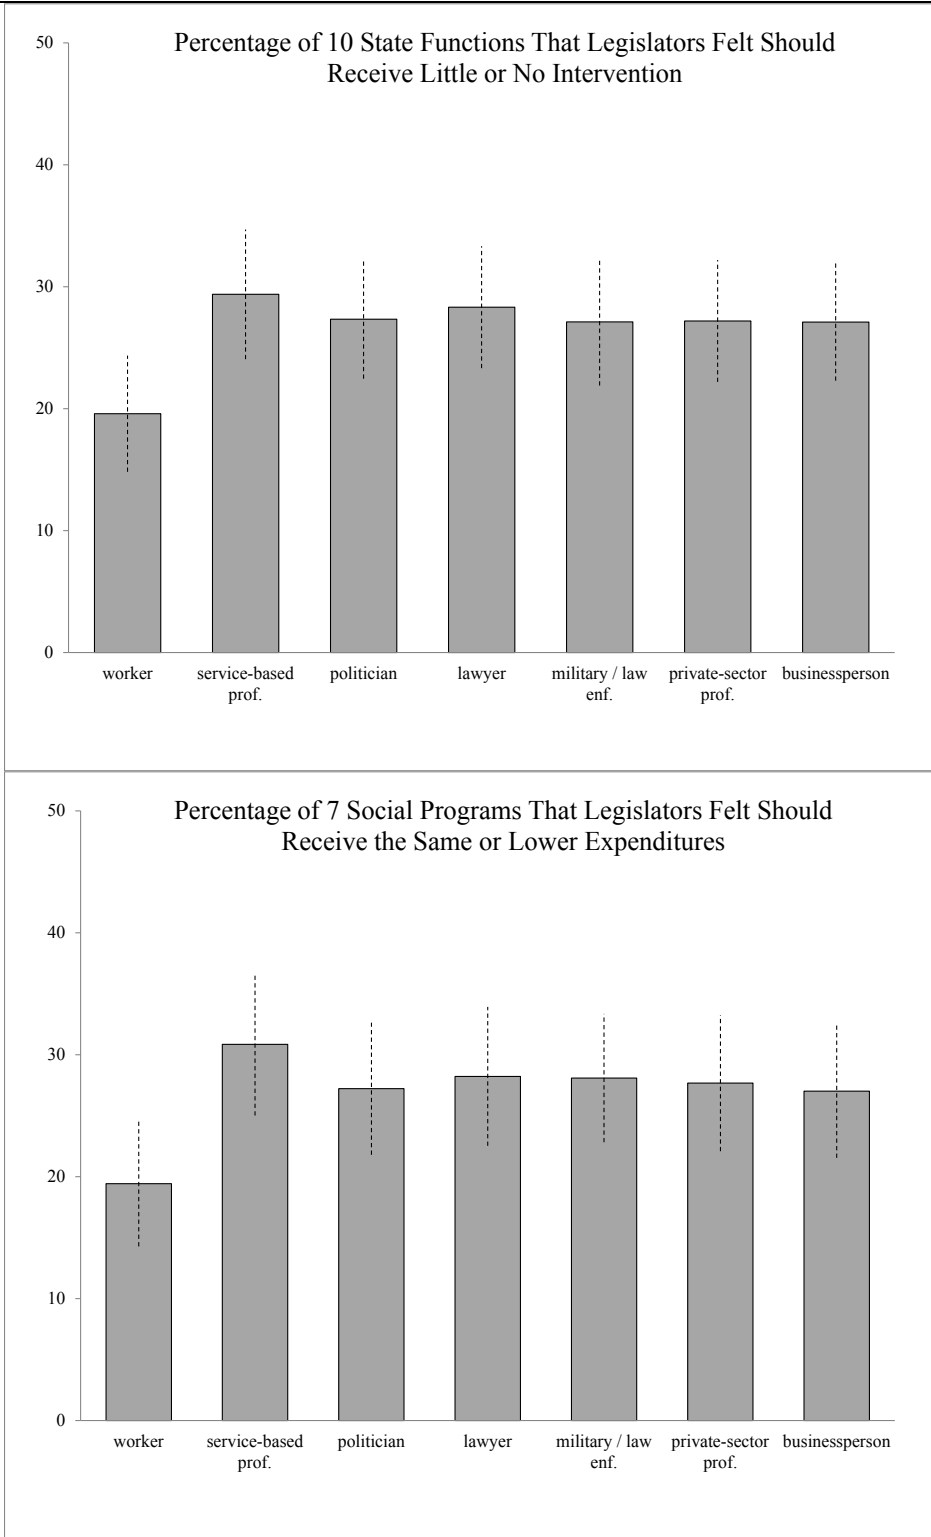 Percentage of 10 State Functions That Legislators Felt Should
Receive Little or No Intervention
50
40
30
20
10
0
worker
service-based
prof.
politician
lawyer
military / law
enf.
private-sector
prof.
businessperson
Percentage of 7 Social Programs That Legislators Felt Should
Receive the Same or Lower Expenditures
50
40
30
20
10
0
worker
service-based
prof.
politician
lawyer
military / law
enf.
private-sector
prof.
businessperson